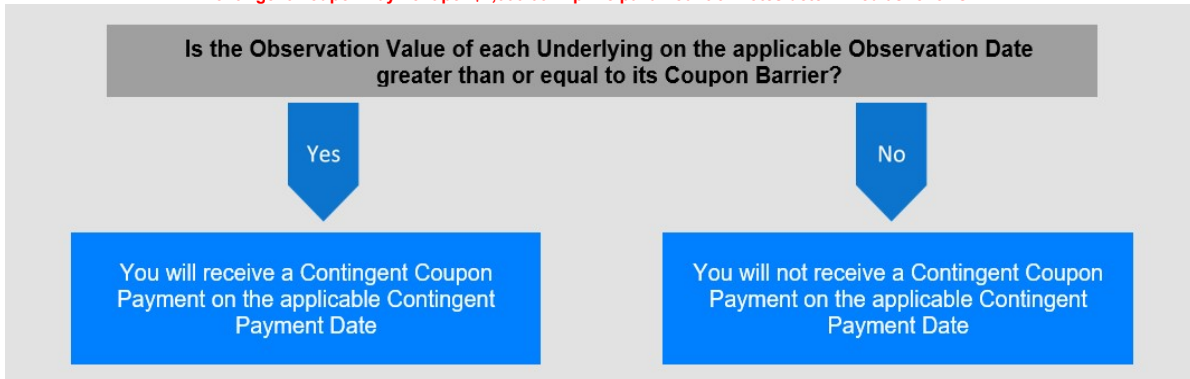 Is the Observation Value of each Underlying on the applicable Observation Date
greater than or equal to its Coupon Barrier?
Yes
No
You will receive a Contingent Coupon
Payment on the applicable Contingent
Payment Date
You will not receive a Contingent Coupon
Payment on the applicable Contingent
Payment Date